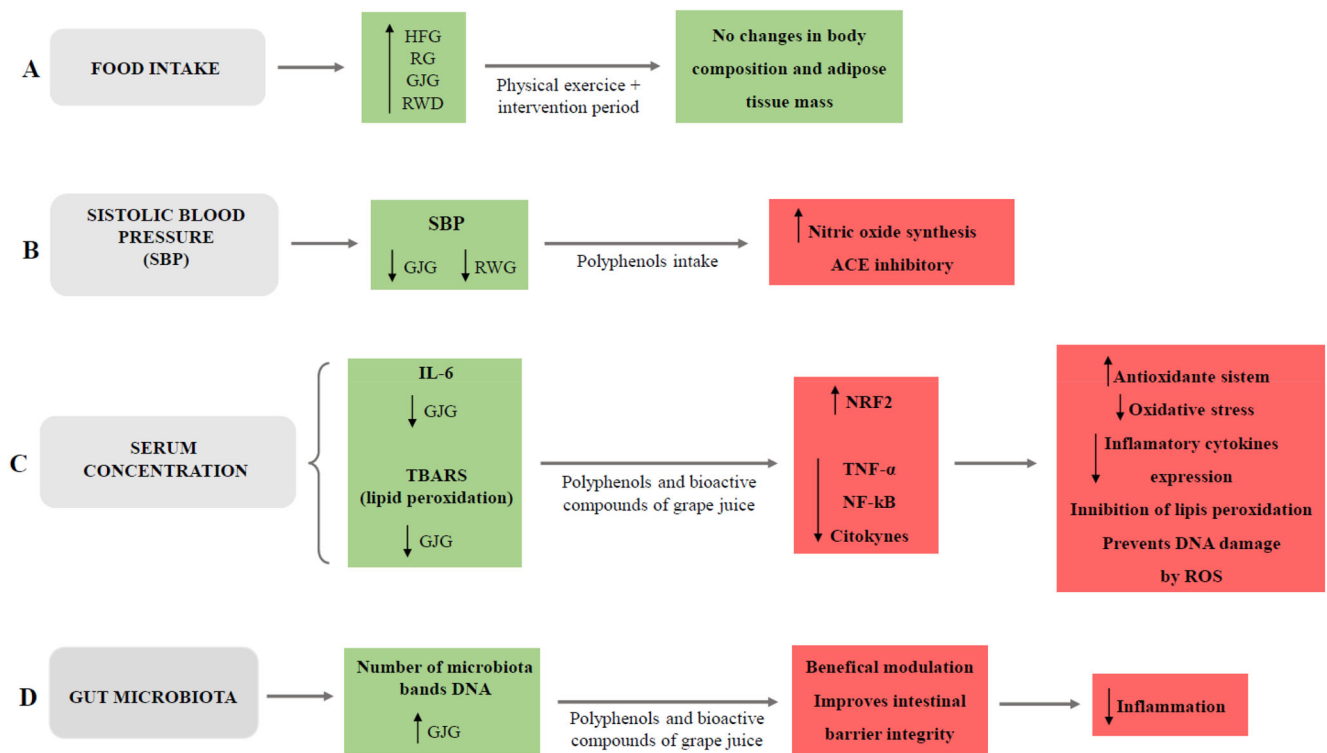 A
FOOD INTAKE
↑ HFG
RG
GJG
RWD
Physical exercice +
intervention period
No changes in body
composition and adipose
tissue mass
B
SISTOLIC BLOOD
PRESSURE
(SBP)
SBP
↓ GJG ↓ RWG
Polyphenols intake
↑ Nitric oxide synthesis
ACE inhibitory
C
SERUM
CONCENTRATION
IL-6
↓ GJG
TBARS
(lipid peroxidation)
↓ GJG
Polyphenols and bioactive
compounds of grape juice
↑ NRF2
↓ TNF-α
NF-kB
Citokynes
↑ Antioxidante sistem
↓ Oxidative stress
↓ Inflamatory cytokines
expression
Innibition of lipis peroxidation
Prevents DNA damage
by ROS
D
GUT MICROBIOTA
Number of microbiota
bands DNA
↑ GJG
Polyphenols and bioactive
compounds of grape juice
Benefical modulation
Improves intestinal
barrier integrity
↓ Inflammation